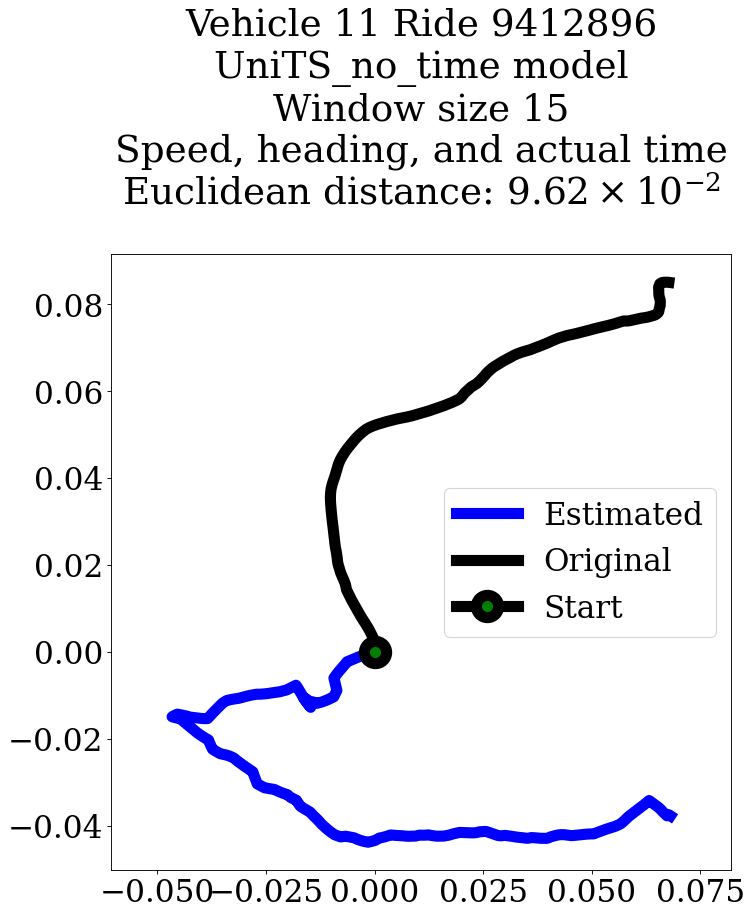 Vehicle 11 Ride 9412896
UniTS_no_time model
Window size 15
Speed, heading, and actual time
Euclidean distance: 9.62 × 10⁻²
0.08
0.06
0.04
0.02
0.00
−0.02
−0.04
Estimated
Original
Start
−0.050 −0.025 0.000 0.025 0.050 0.075